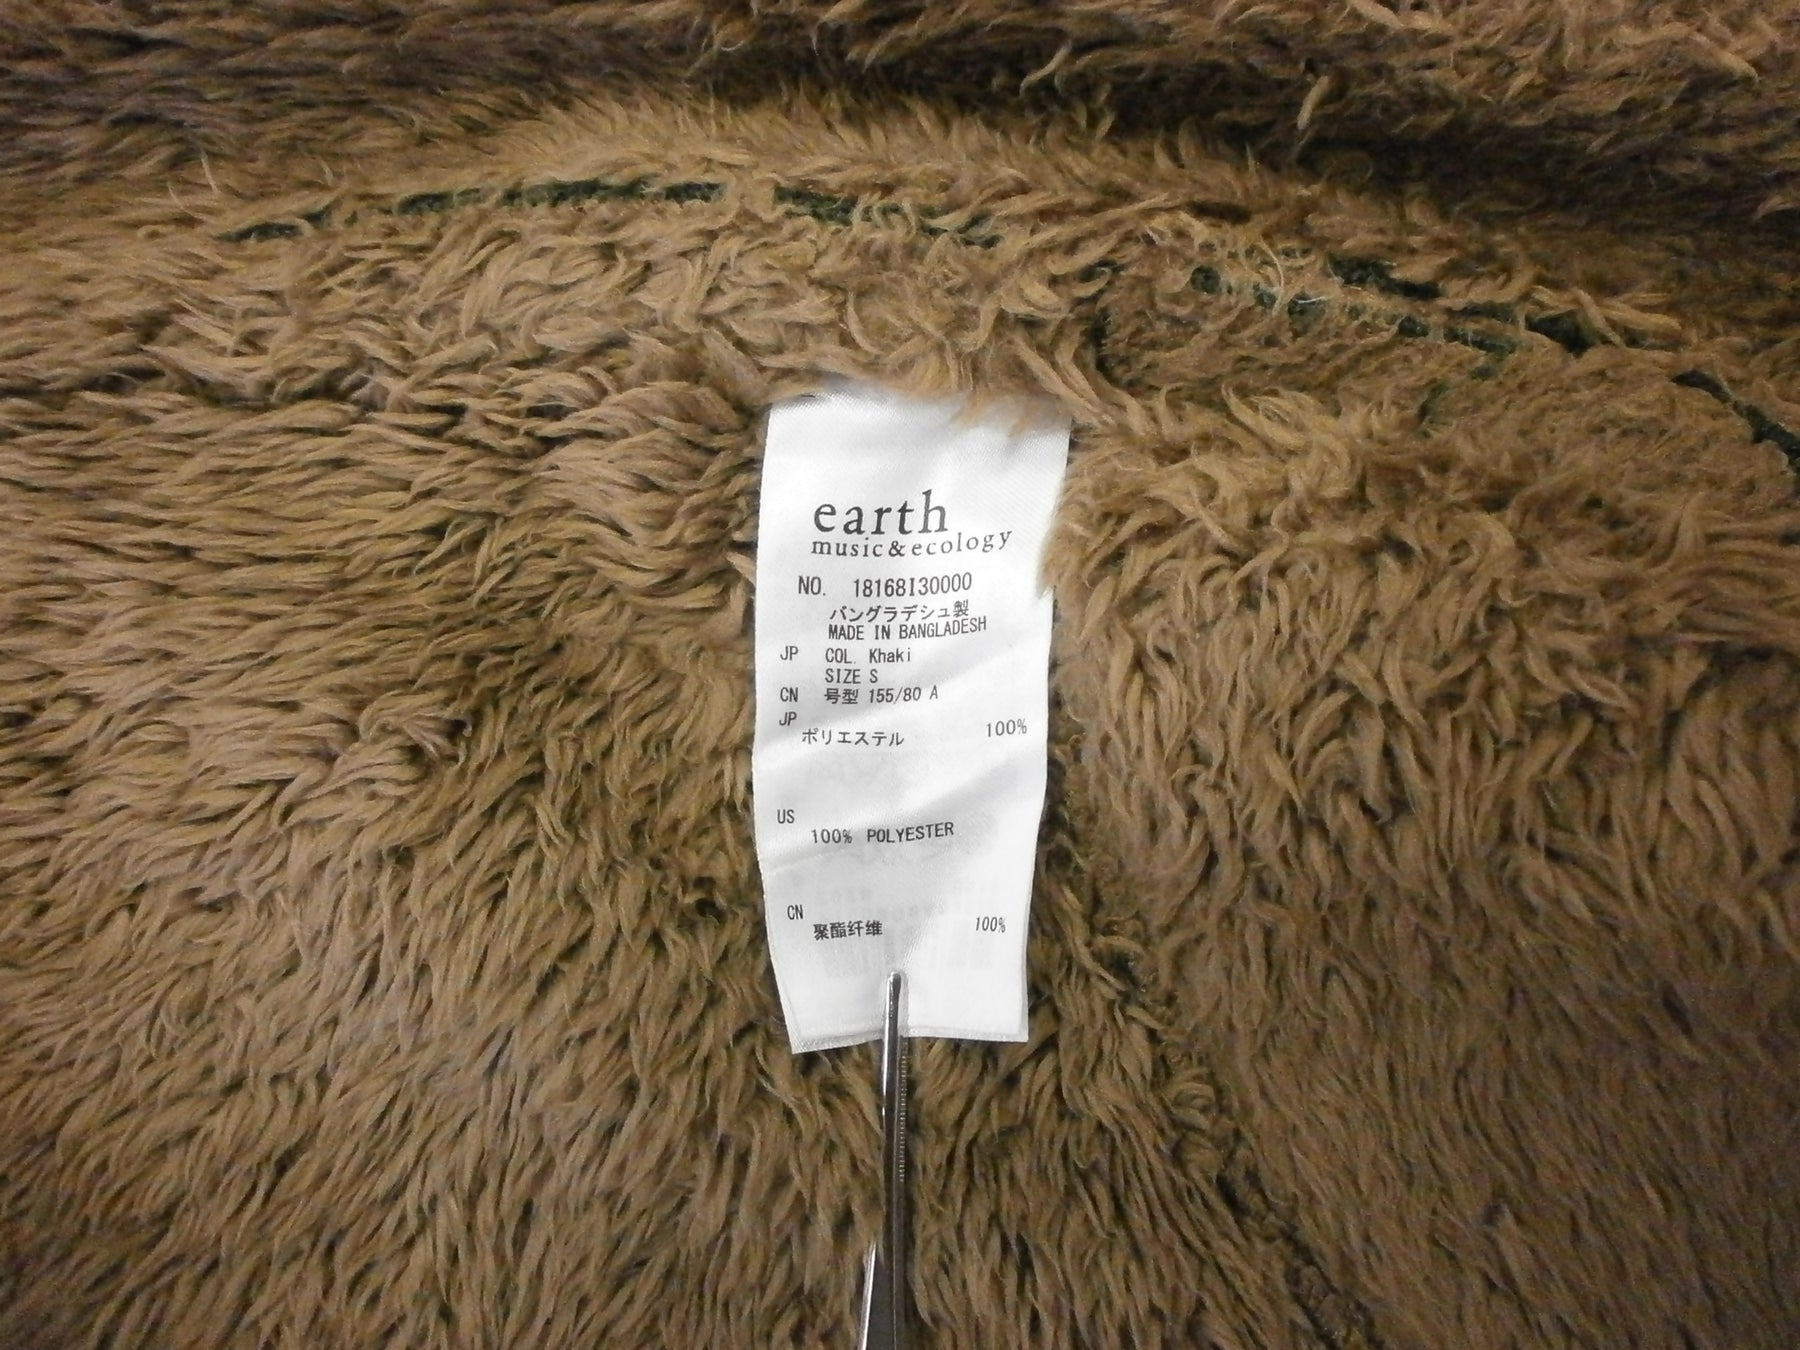 earth
music&ecology
NO. 18168I30000
バングラデシュ製
MADE IN BANGLADESH
JP COL. Khaki
SIZE S
CN 号型 155/80 A
JP
ポリエステル 100%
US
100% POLYESTER
CN
聚酯纤维 100%